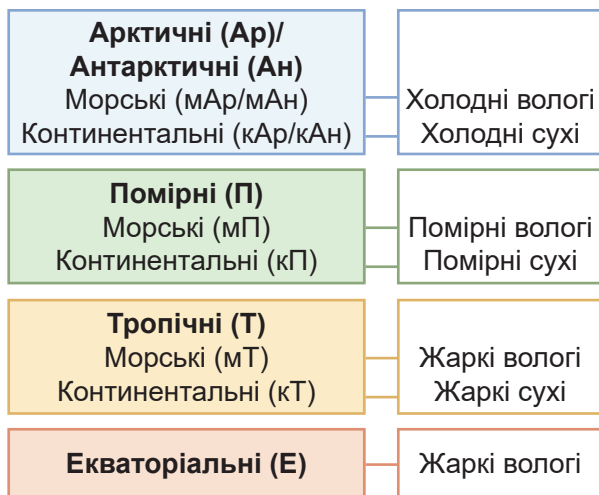 Арктичні (Ар)/
Антарктичні (Ан)
Морські (мАр/мАн)
Континентальні (кАр/кАн)
Холодні вологі
Холодні сухі
Помірні (П)
Морські (мП)
Континентальні (кП)
Помірні вологі
Помірні сухі
Тропічні (Т)
Морські (мТ)
Континентальні (кТ)
Жаркі вологі
Жаркі сухі
Екваторіальні (Е)
Жаркі вологі